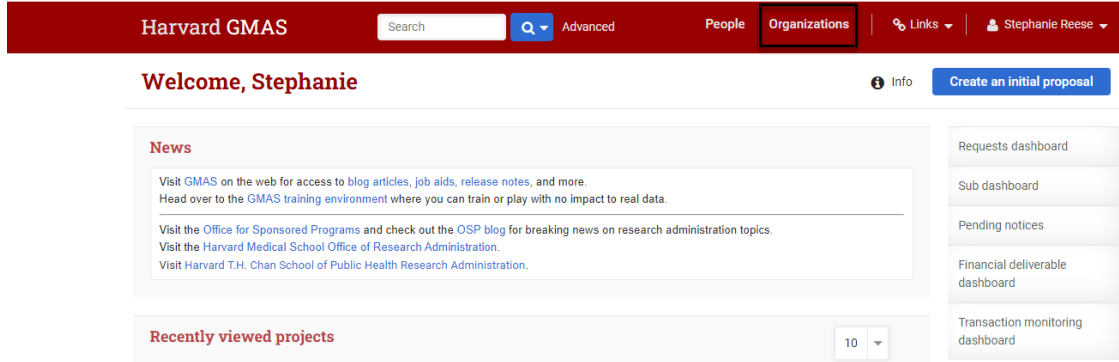 Harvard GMAS
Search
Advanced
People
Organizations
Links
Stephanie Reese
Welcome, Stephanie
Info
Create an initial proposal
News
Visit GMAS on the web for access to blog articles, job aids, release notes, and more.
Head over to the GMAS training environment where you can train or play with no impact to real data.
Visit the Office for Sponsored Programs and check out the OSP blog for breaking news on research administration topics.
Visit the Harvard Medical School Office of Research Administration.
Visit Harvard T.H. Chan School of Public Health Research Administration.
Requests dashboard
Sub dashboard
Pending notices
Financial deliverable
dashboard
Transaction monitoring
dashboard
Recently viewed projects
10